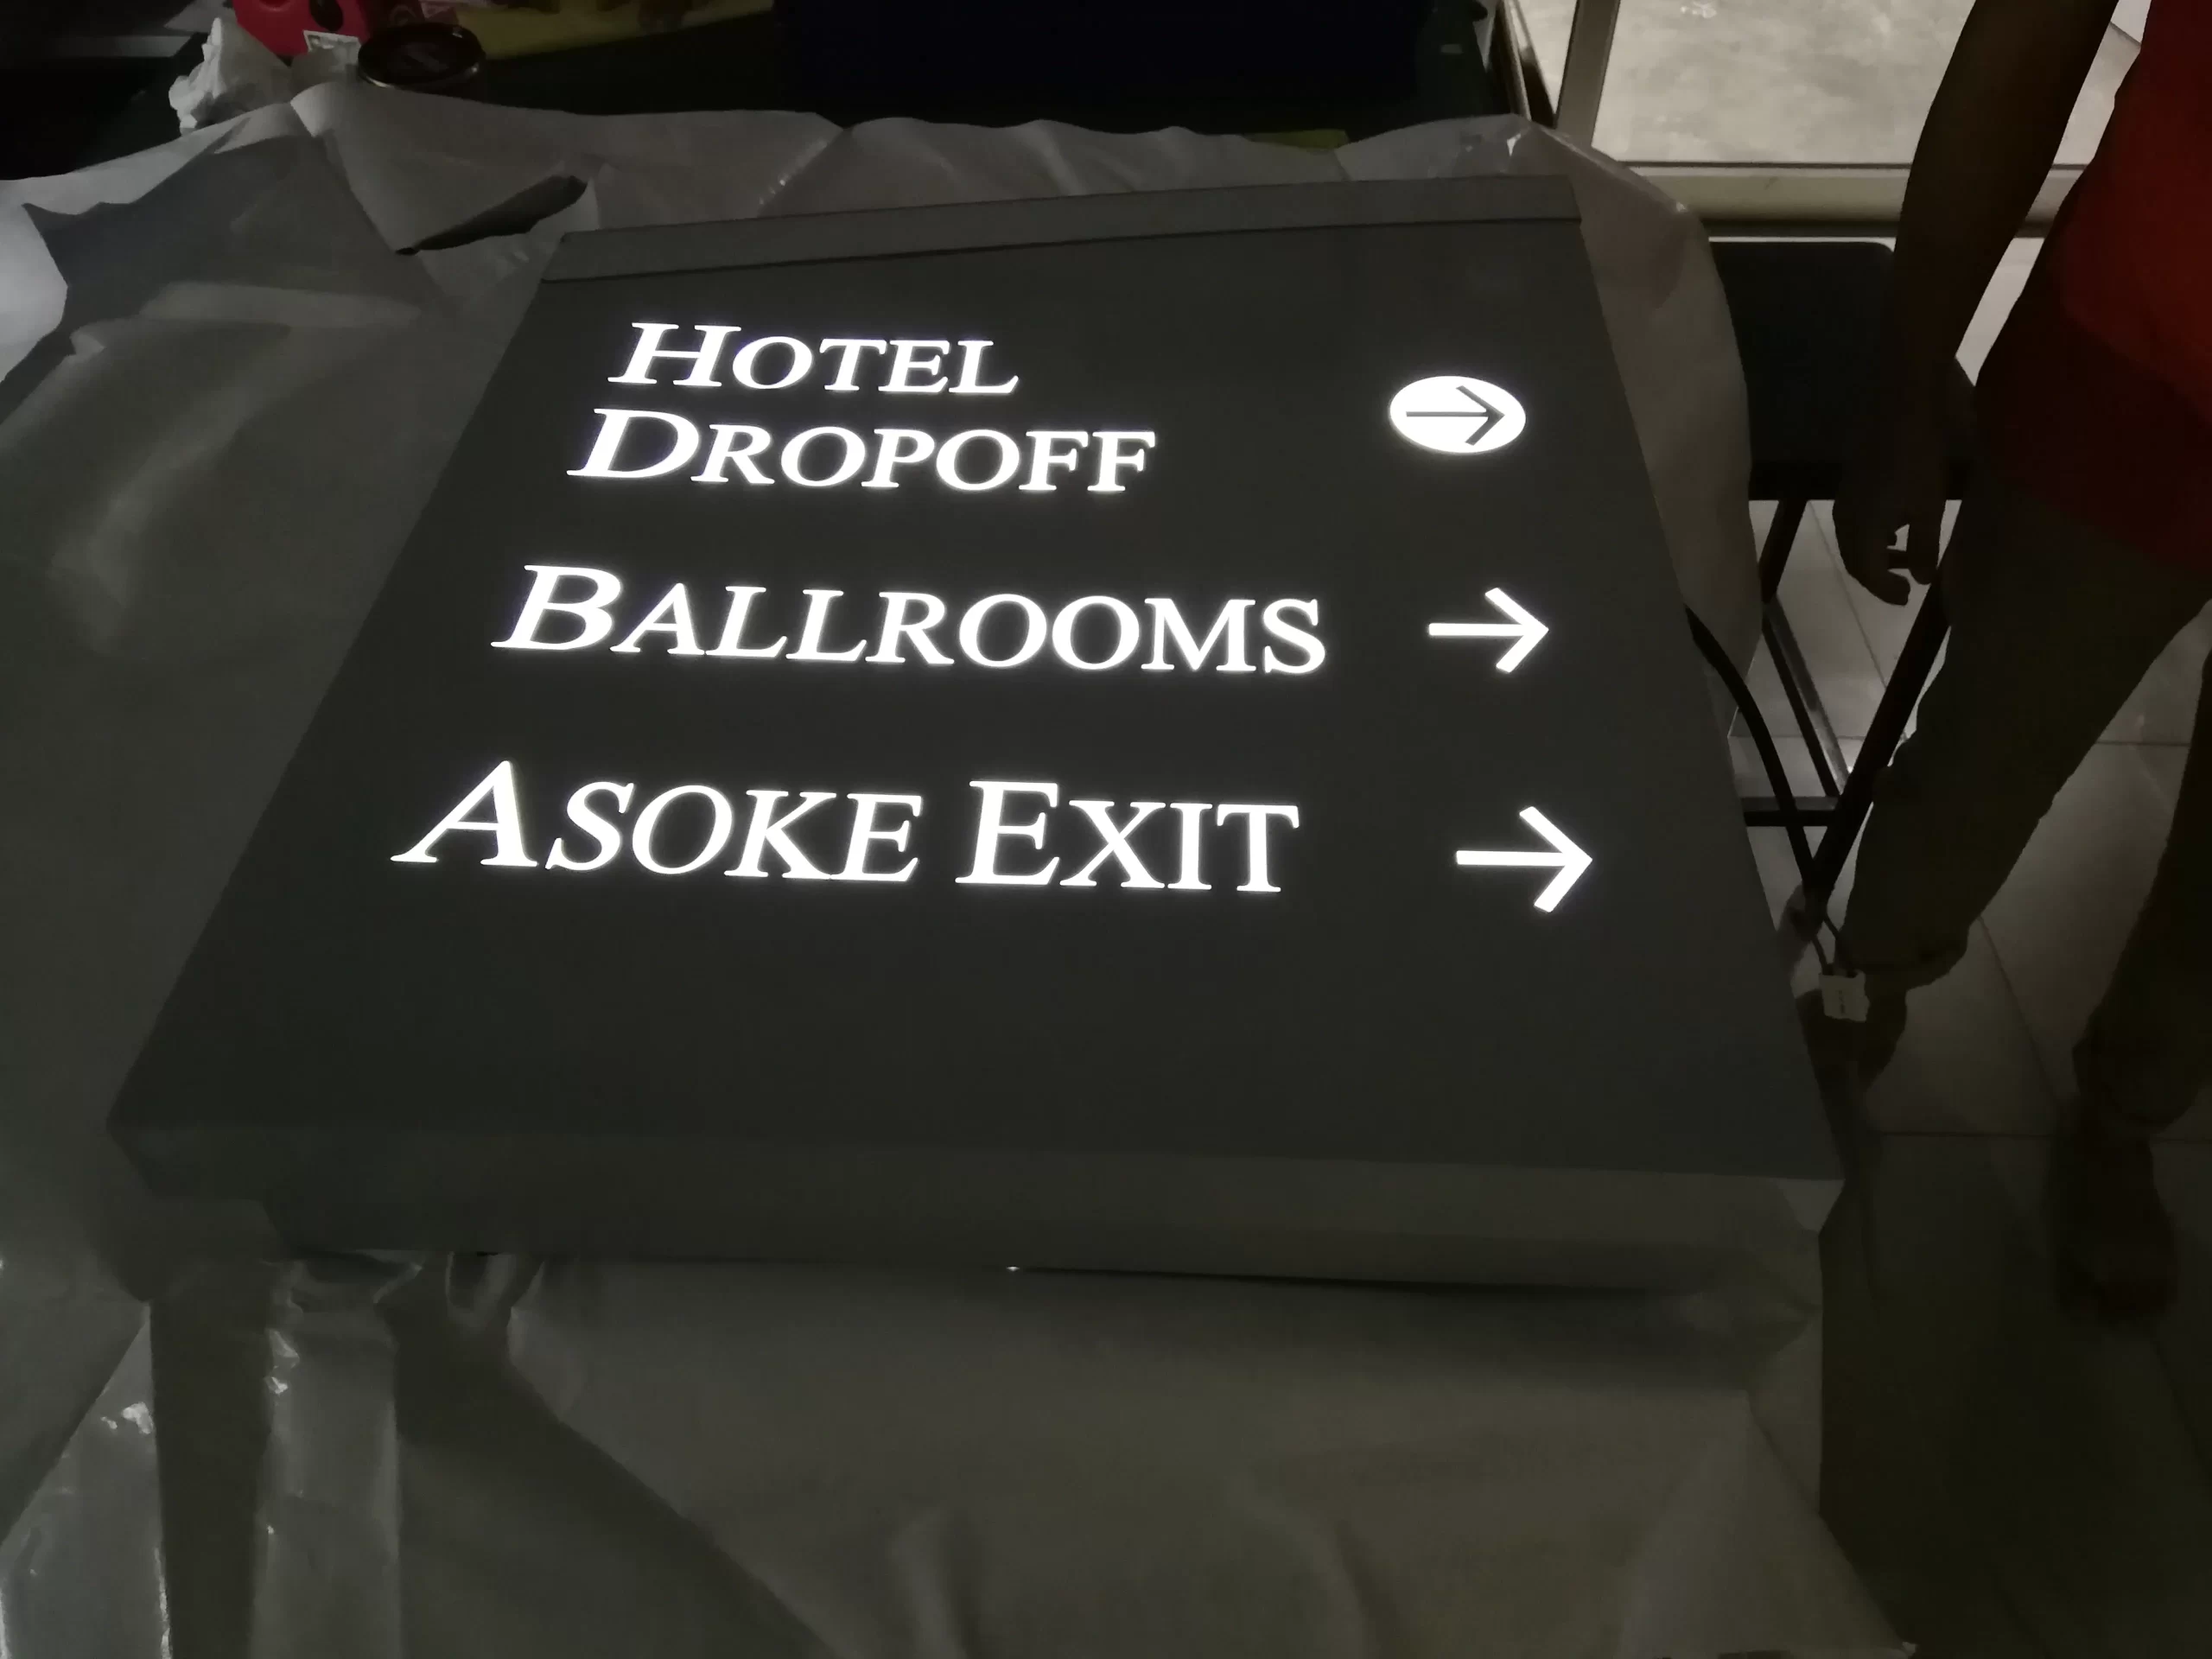 HOTEL
DROPOFF
BALLROOMS →
ASOKE EXIT →